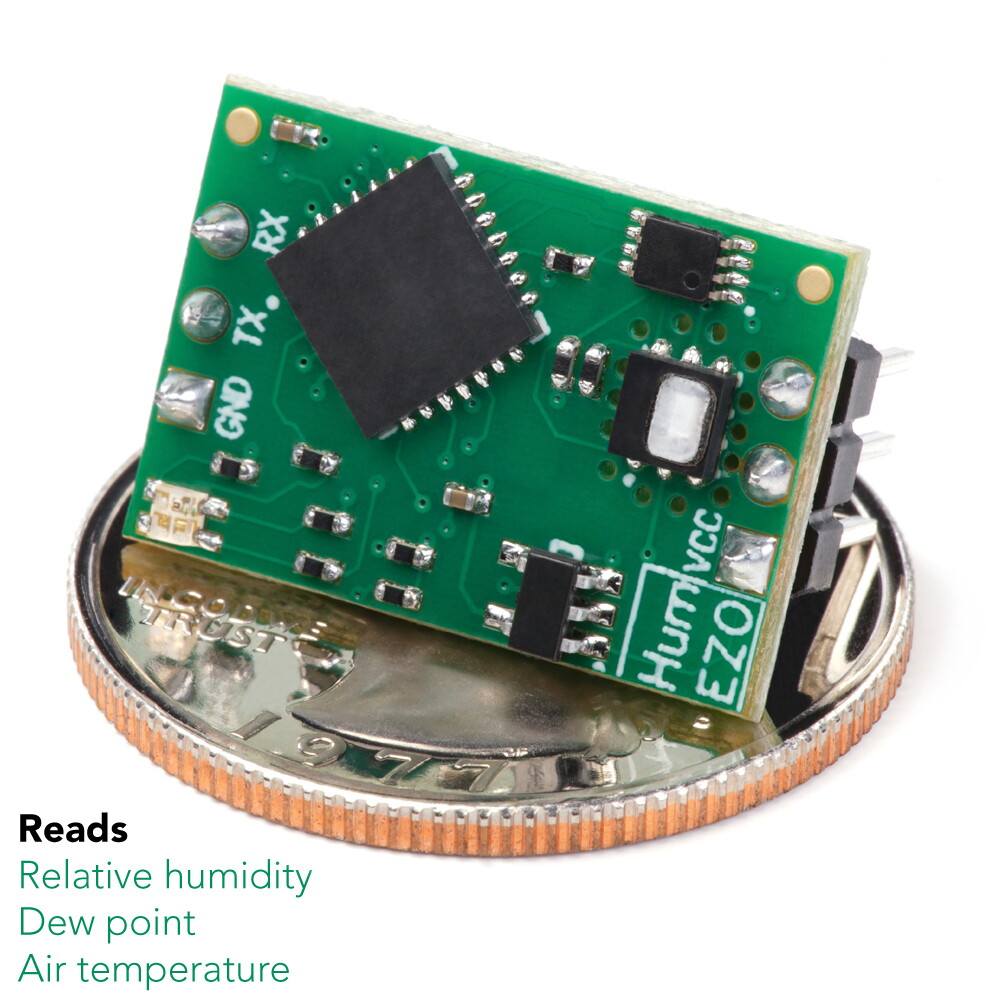 RX
TX
GND
VCC
Hum
EZO
IN GOD WE
TRUST
1977
Reads
Relative humidity
Dew point
Air temperature